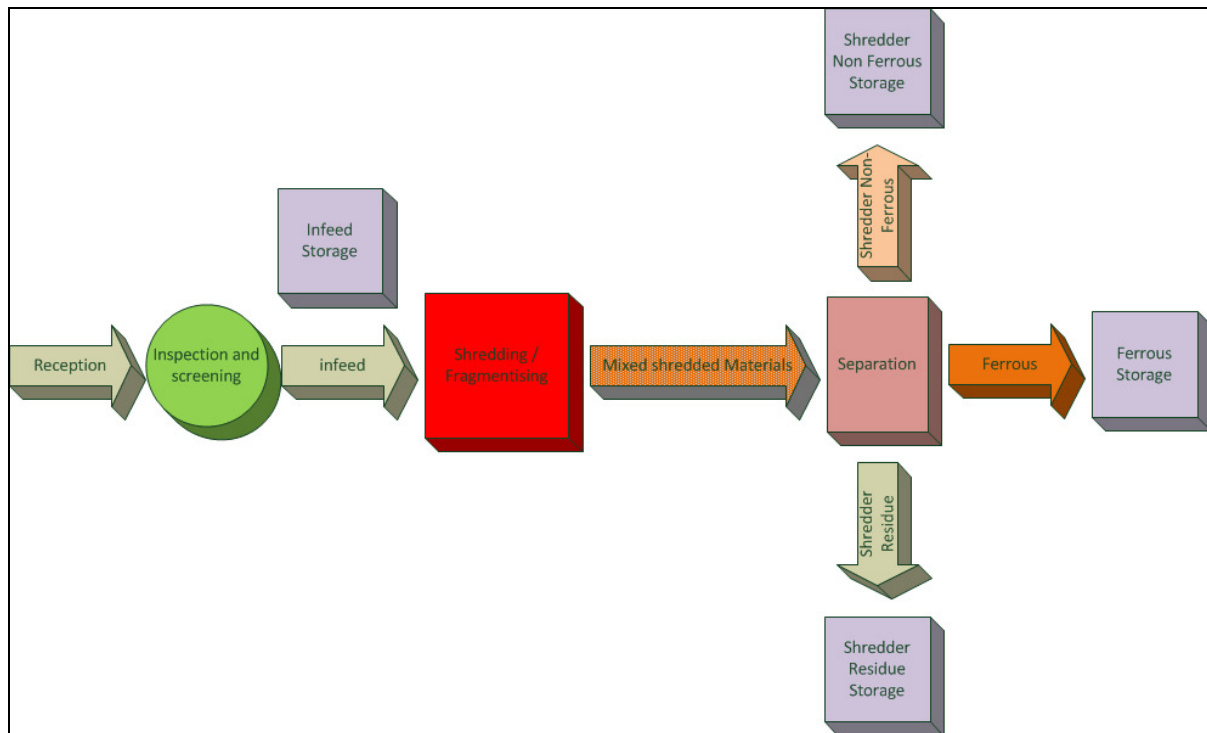 Shredder
Non Ferrous
Storage
Shredder Non-
Ferrous
Infeed
Storage
Reception
Inspection and
screening
infeed
Shredding /
Fragmentising
Mixed shredded Materials
Separation
Ferrous
Ferrous
Storage
Shredder
Residue
Shredder
Residue
Storage